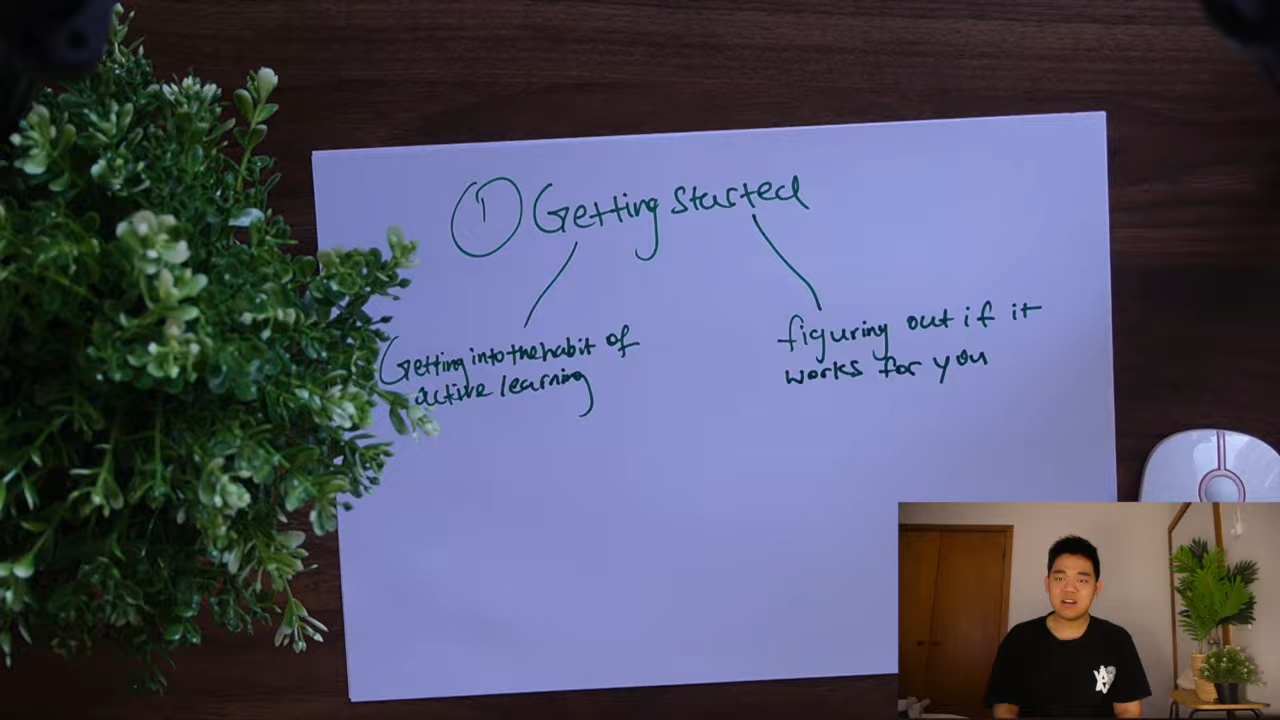 1 Getting started
Getting into the habit of
active learning
figuring out if it
works for you